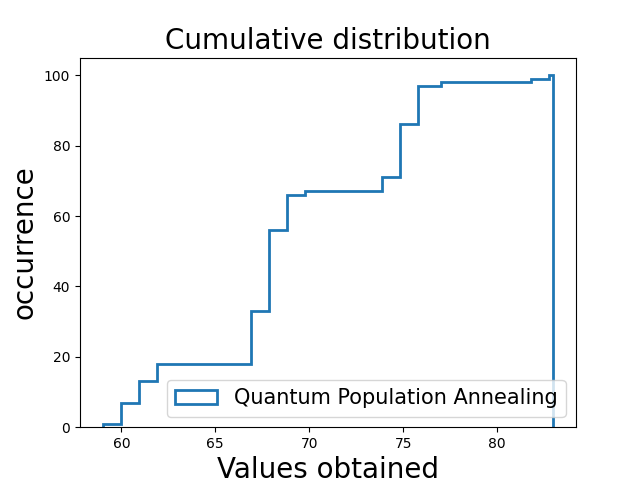 Cumulative distribution
occurrence
100
80
60
40
20
0
Quantum Population Annealing
60 65 70 75 80
Values obtained